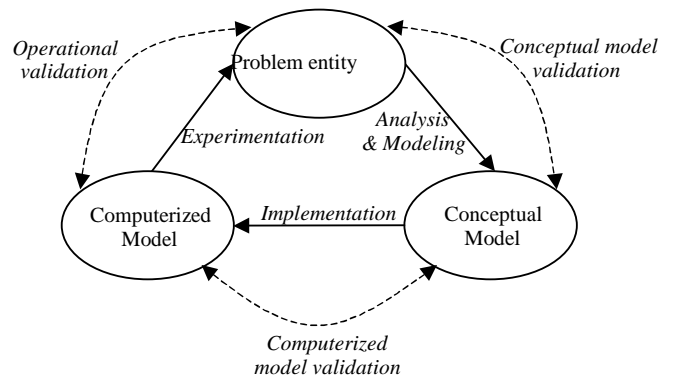 Operational
validation
Problem entity
Conceptual model
validation
Experimentation
Analysis
& Modeling
Computerized
Model
Implementation
Conceptual
Model
Computerized
model validation